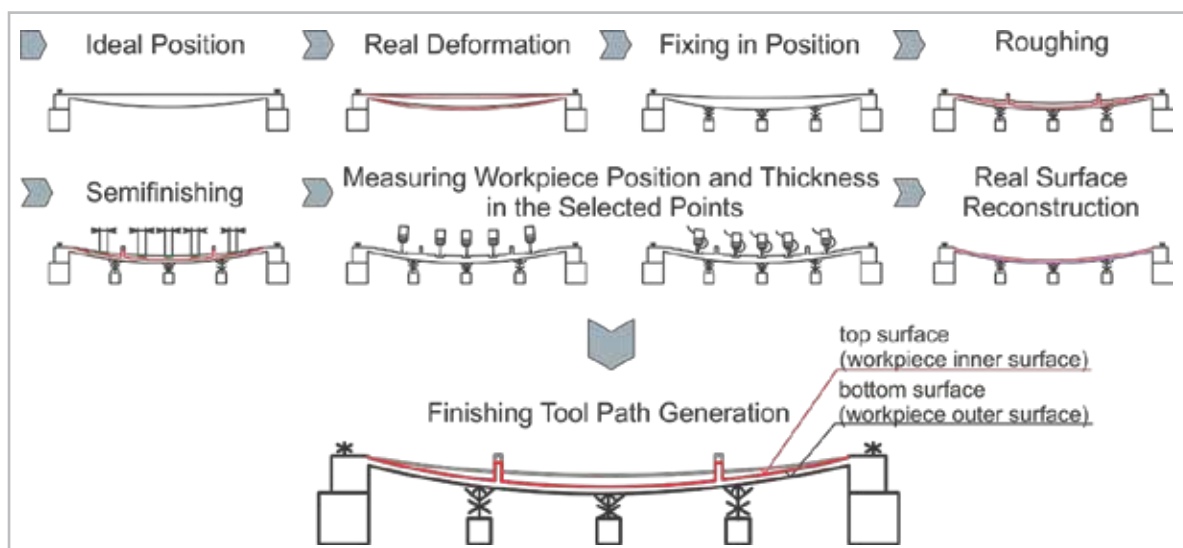 Ideal Position
Real Deformation
Fixing in Position
Roughing
Semifinishing
Measuring Workpiece Position and Thickness
in the Selected Points
Real Surface
Reconstruction
top surface
(workpiece inner surface)
bottom surface
(workpiece outer surface)
Finishing Tool Path Generation